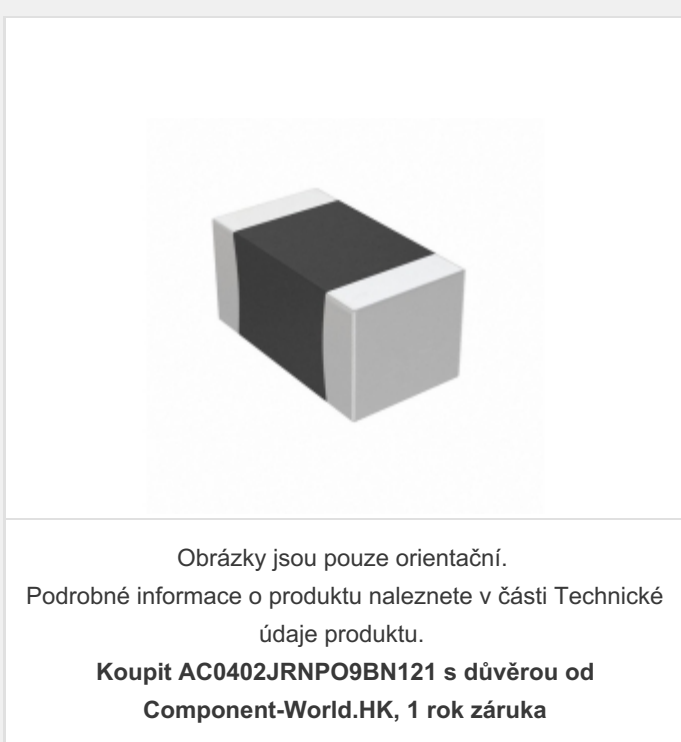 Obrázky jsou pouze orientační.
Podrobné informace o produktu naleznete v části Technické
údaje produktu.
Koupit AC0402JRNPO9BN121 s důvěrou od
Component-World.HK, 1 rok záruka